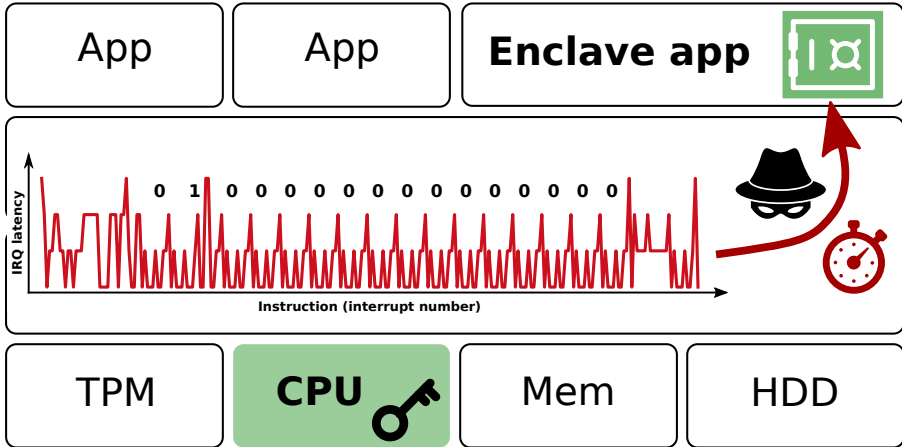 App
App
Enclave app
0 1 0 0 0 0 0 0 0 0 0 0 0 0 0 0
IRQ latency
Instruction (interrupt number)
TPM
CPU
Mem
HDD